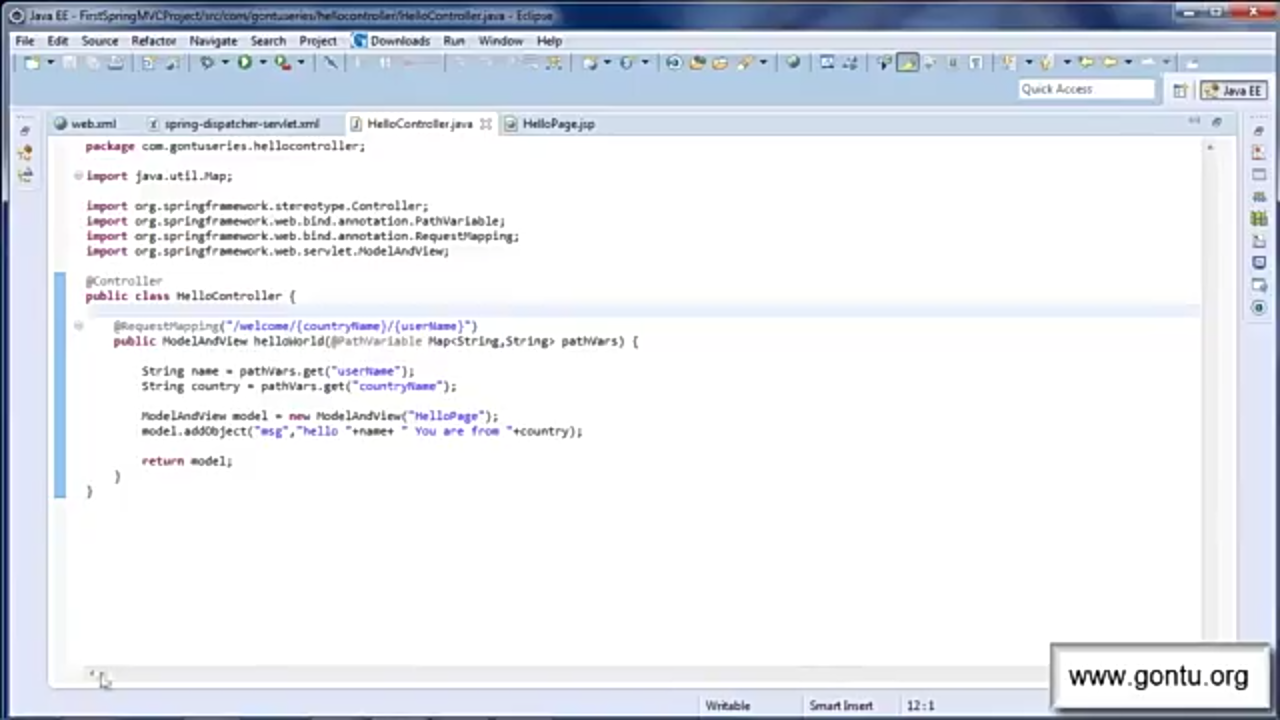 Java EE - FirstSpringMVCProject/src/com/gontuseries/hellocontroller/HelloController.java - Eclipse
File Edit Source Refactor Navigate Search Project Downloads Run Window Help
Quick Access
Java EE
web.xml spring-dispatcher-servlet.xml HelloController.java HelloPage.jsp
package com.gontuseries.hellocontroller;
import java.util.Map;
import org.springframework.stereotype.Controller;
import org.springframework.web.bind.annotation.PathVariable;
import org.springframework.web.bind.annotation.RequestMapping;
import org.springframework.web.servlet.ModelAndView;
@Controller
public class HelloController {
@RequestMapping("/welcome/{countryName}/{userName}")
public ModelAndView helloWorld(@PathVariable Map<String,String> pathVars) {
String name = pathVars.get("userName");
String country = pathVars.get("countryName");
ModelAndView model = new ModelAndView("HelloPage");
model.addObject("msg","hello "+name+ " You are from "+country);
return model;
}
}
www.gontu.org
Writable Smart Insert 12:1